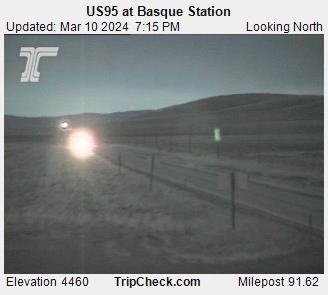 US95 at Basque Station
Updated: Mar 10 2024 7:15 PM Looking North
Elevation 4460 TripCheck.com Milepost 91.62